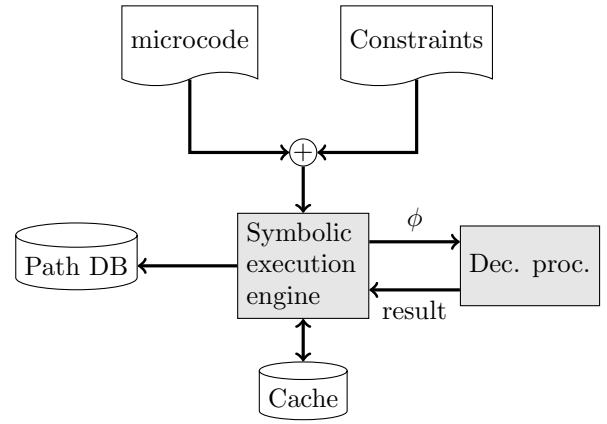 microcode
Constraints
+
Symbolic
execution
engine
ϕ
Path DB
Dec. proc.
result
Cache